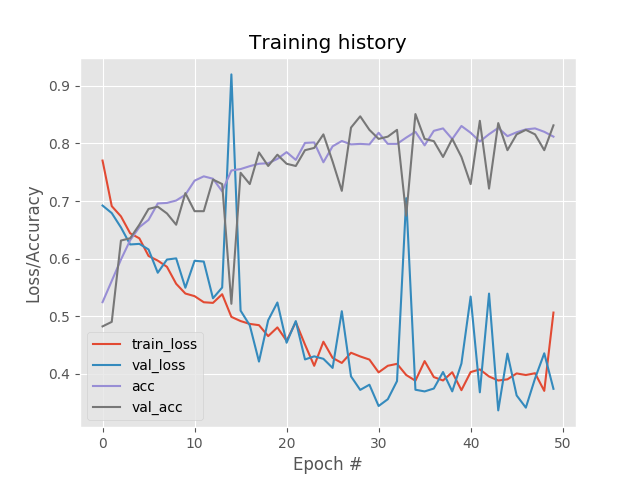 Training history
Loss/Accuracy
0.9
0.8
0.7
0.6
0.5
0.4
train_loss
val_loss
acc
val_acc
0 10 20 30 40 50
Epoch #